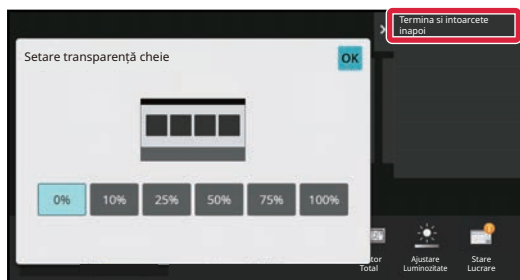 Termina si intoarcete
inapoi
Setare transparență cheie
OK
0% 10% 25% 50% 75% 100%
Total
Ajustare
Luminozitate
Stare
Lucrare